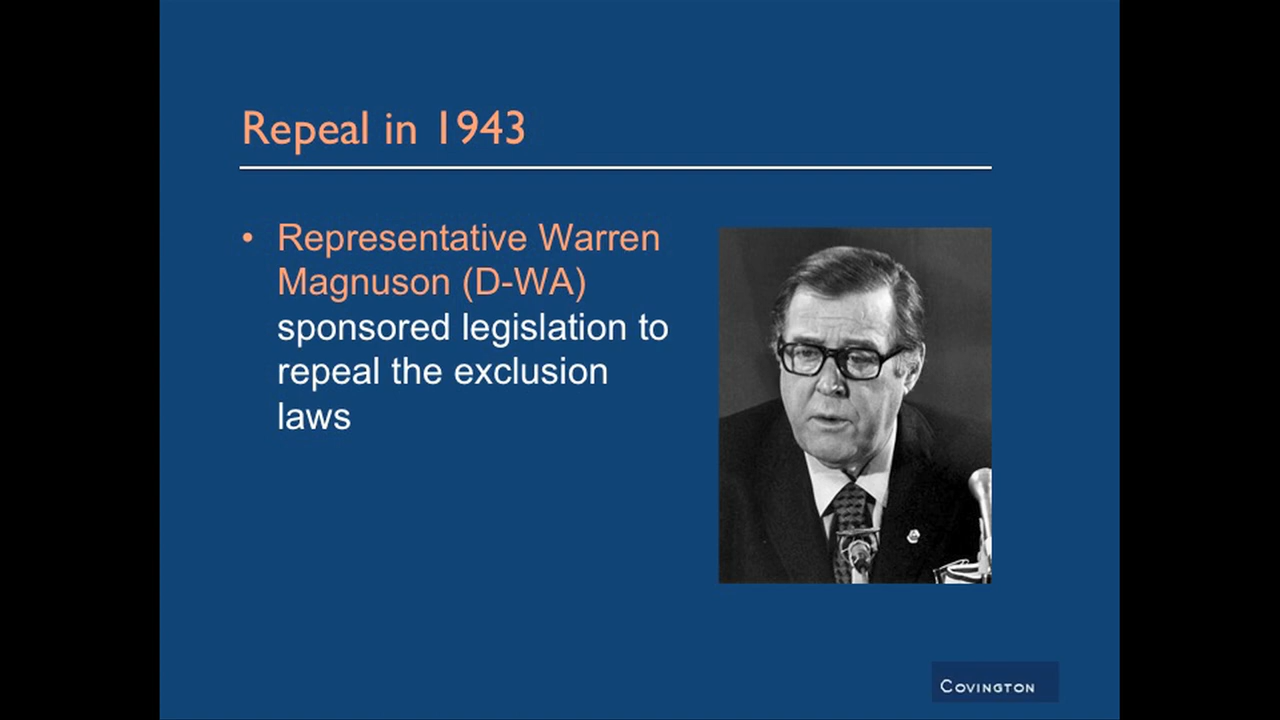 Repeal in 1943
• Representative Warren
Magnuson (D-WA)
sponsored legislation to
repeal the exclusion
laws
COVINGTON